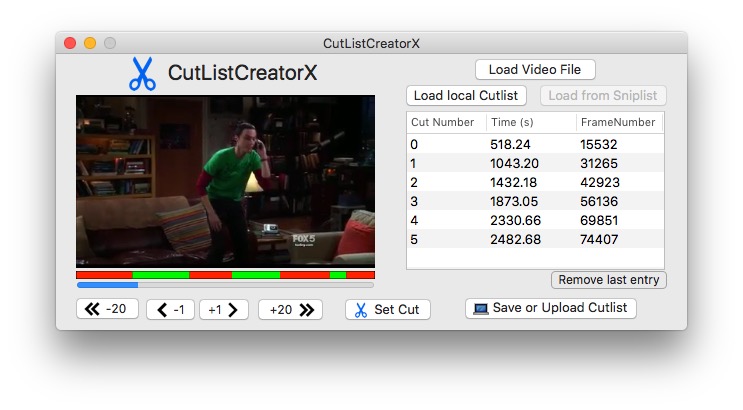 CutListCreatorX
CutListCreatorX
Load Video File
Load local Cutlist
Load from Sniplist
Cut Number Time (s) FrameNumber
0 518.24 15532
1 1043.20 31265
2 1432.18 42923
3 1873.05 56136
4 2330.66 69851
5 2482.68 74407
FOX5
Remove last entry
-20
-1
+1
+20
Set Cut
Save or Upload Cutlist